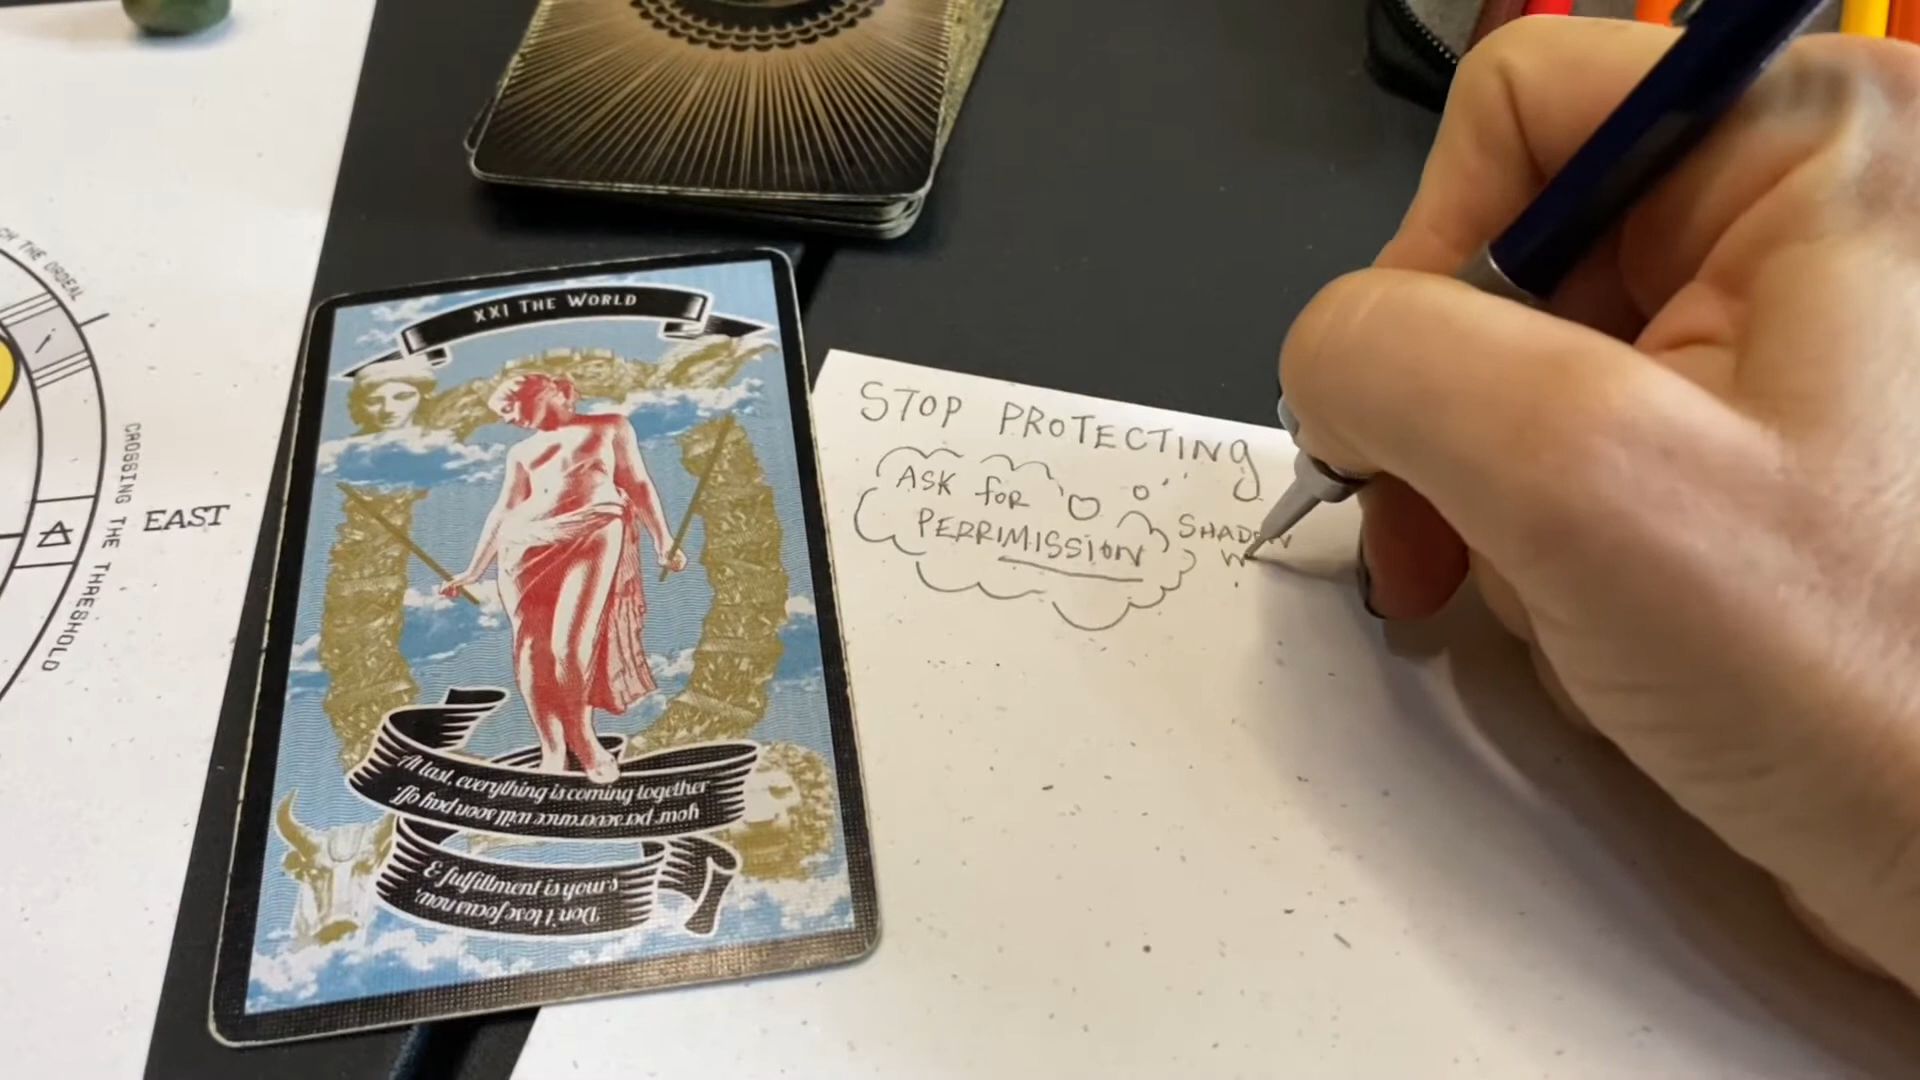 THE ORDEAL
CROSSING THE THRESHOLD
EAST
XXI THE WORLD
At last, everything is coming together
& fulfillment is yours
Don't lose focus now,
your perseverance will soon pay off.
STOP PROTECTING
ASK for
PERRIMISSION
SHADOW
W